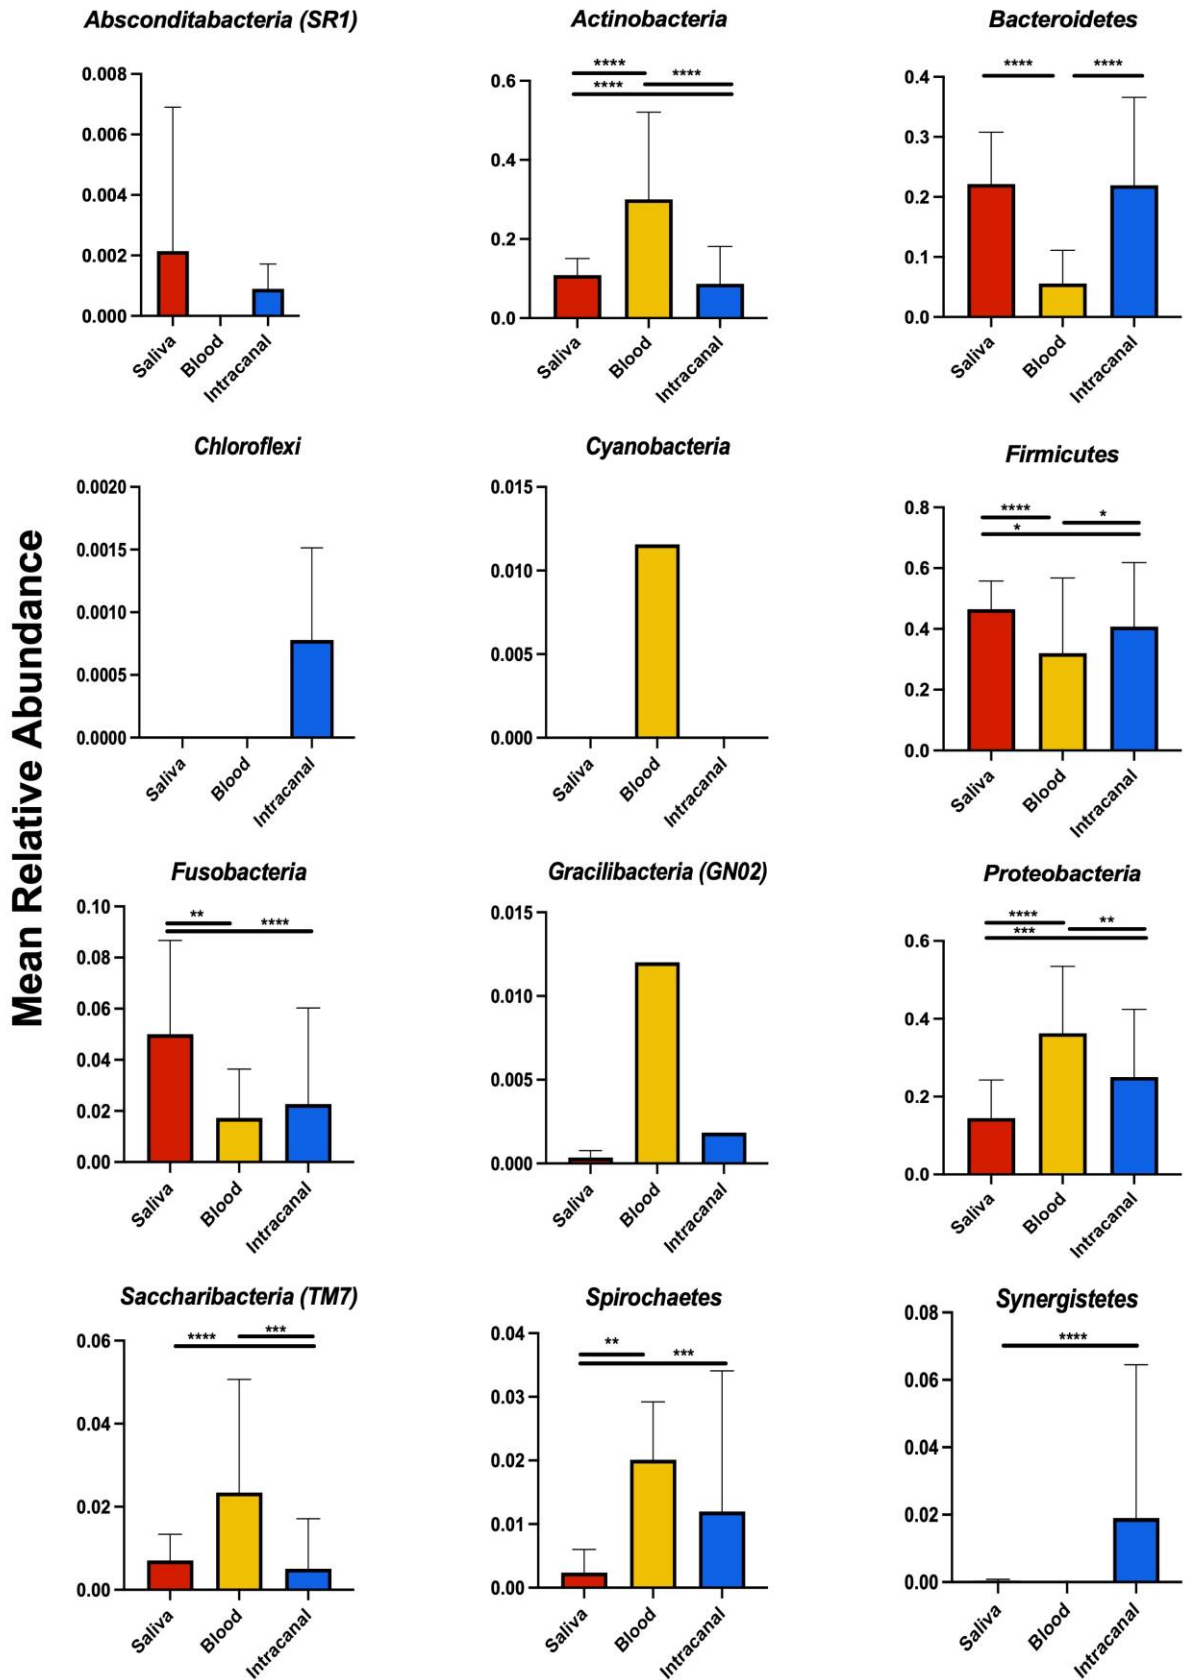 Mean Relative Abundance
Absconditabacteria (SR1)
0.008
0.006
0.004
0.002
0.000
Saliva
Blood
Intracanal
Actinobacteria
****
****
****
0.6
0.4
0.2
0.0
Saliva
Blood
Intracanal
Bacteroidetes
****
****
0.4
0.3
0.2
0.1
0.0
Saliva
Blood
Intracanal
Chloroflexi
0.0020
0.0015
0.0010
0.0005
0.0000
Saliva
Blood
Intracanal
Cyanobacteria
0.015
0.010
0.005
0.000
Saliva
Blood
Intracanal
Firmicutes
****
*
*
0.8
0.6
0.4
0.2
0.0
Saliva
Blood
Intracanal
Fusobacteria
**
****
0.10
0.08
0.06
0.04
0.02
0.00
Saliva
Blood
Intracanal
Gracilibacteria (GN02)
0.015
0.010
0.005
0.000
Saliva
Blood
Intracanal
Proteobacteria
****
**
***
0.6
0.4
0.2
0.0
Saliva
Blood
Intracanal
Saccharibacteria (TM7)
****
***
0.06
0.04
0.02
0.00
Saliva
Blood
Intracanal
Spirochaetes
**
***
0.04
0.03
0.02
0.01
0.00
Saliva
Blood
Intracanal
Synergistetes
****
0.08
0.06
0.04
0.02
0.00
Saliva
Blood
Intracanal